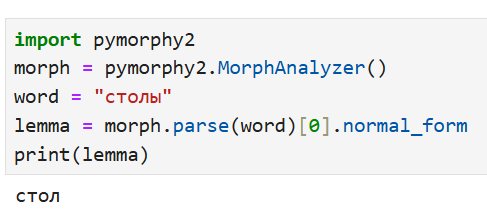 import pymorphy2
morph = pymorphy2.MorphAnalyzer()
word = "столы"
lemma = morph.parse(word)[0].normal_form
print(lemma)
стол